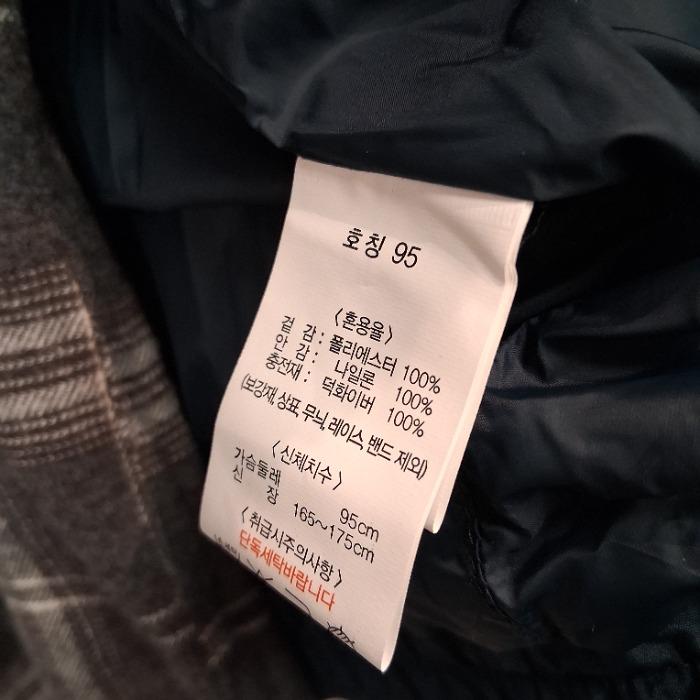 호칭 95
<혼용율>
겉 감 : 폴리에스터 100%
안 감 : 나일론 100%
충전재 : 덕화이버 100%
(보강재, 상표, 무늬, 레이스, 밴드 제외)
<신체치수>
가슴둘레 95cm
신 장 165~175cm
<취급시주의사항>
단독세탁바랍니다